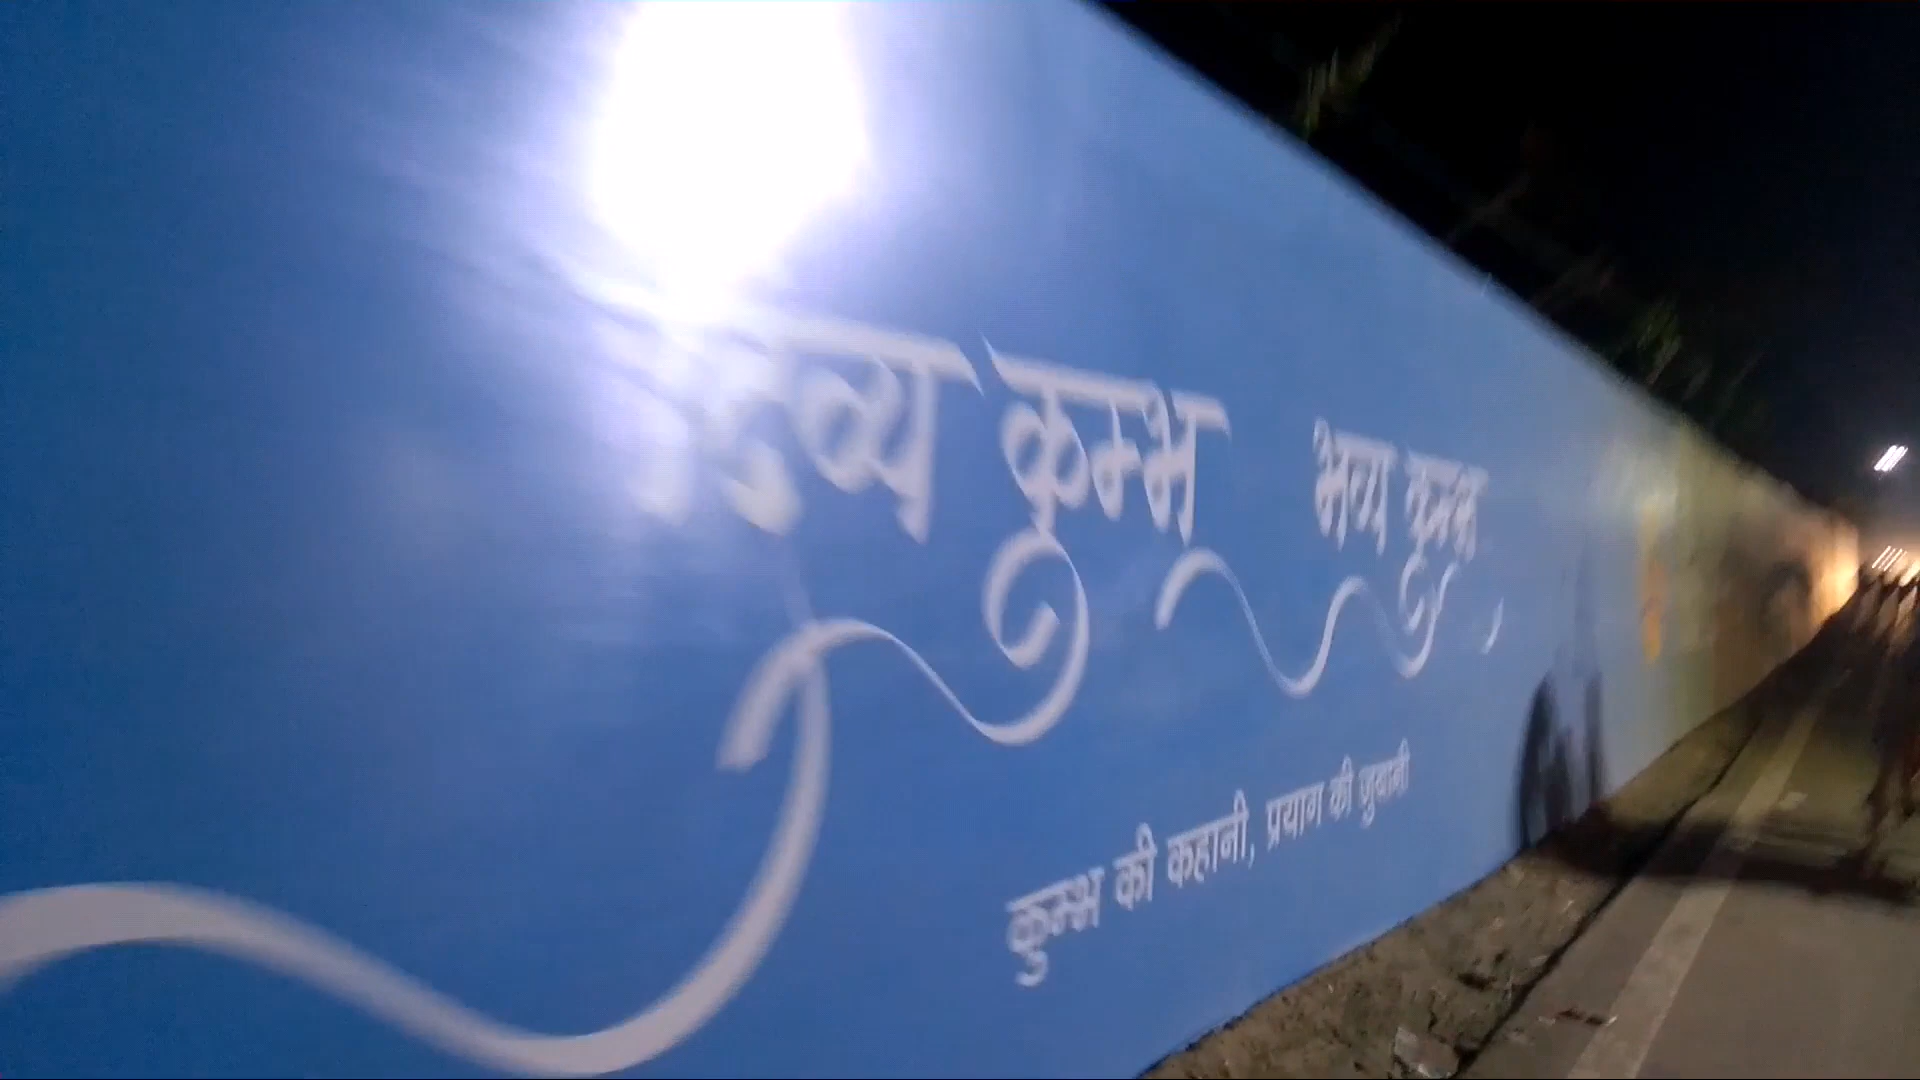 दिव्य कुम्भ भव्य कुम्भ
कुम्भ की कहानी, प्रयाग की जुबानी